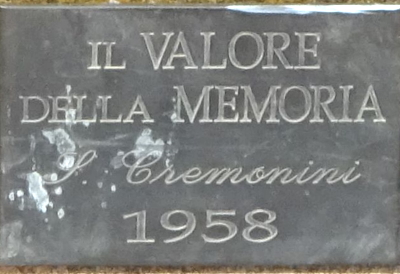 IL VALORE
DELLA MEMORIA
S. Cremonini
1958